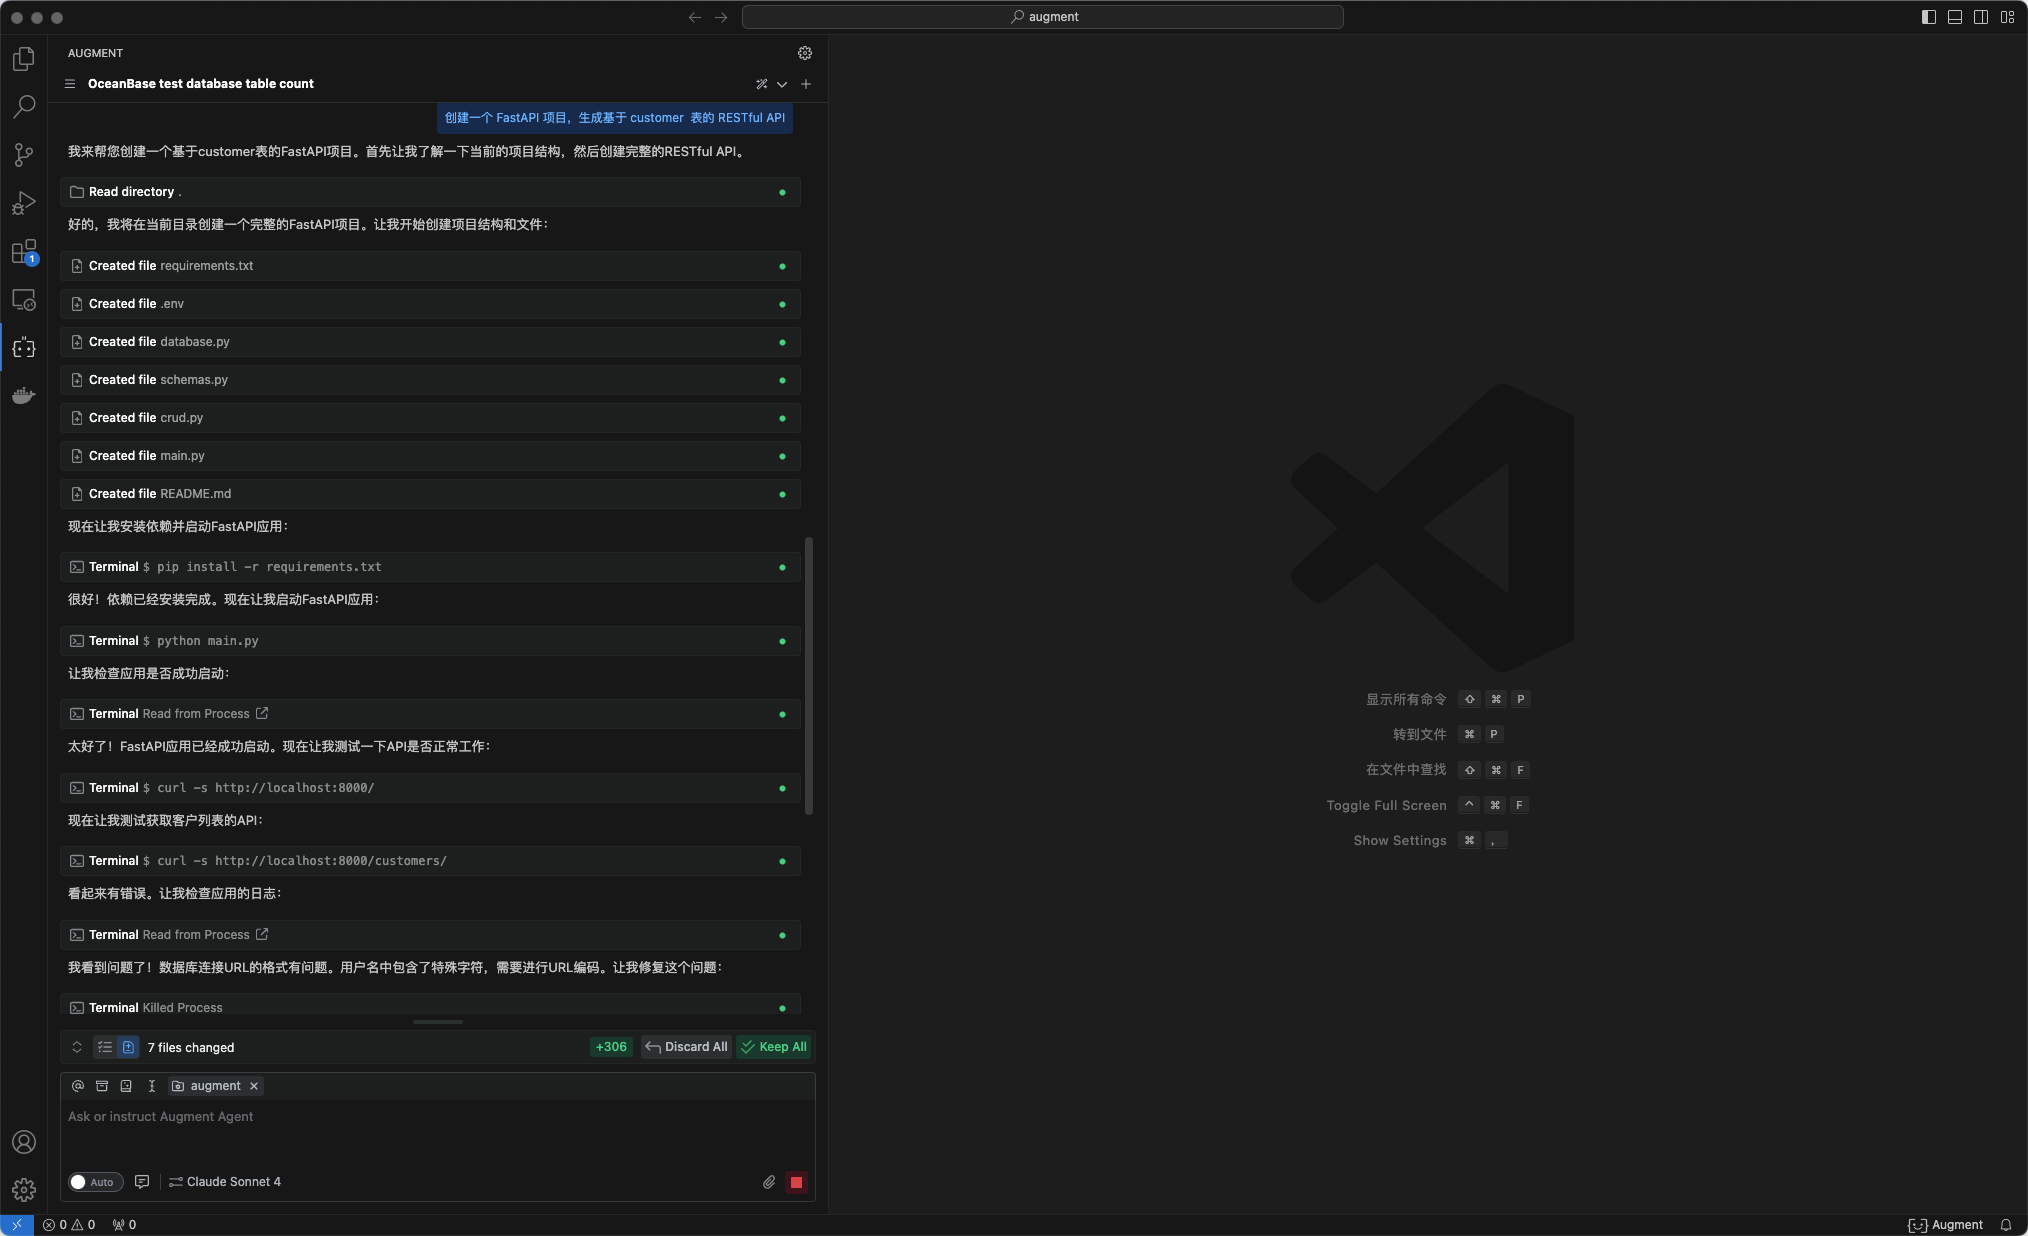 augment
AUGMENT
OceanBase test database table count
创建一个 FastAPI 项目，生成基于 customer 表的 RESTful API
我来帮您创建一个基于customer表的FastAPI项目。首先让我了解一下当前的项目结构，然后创建完整的RESTful API。
Read directory .
好的，我将在当前目录创建一个完整的FastAPI项目。让我开始创建项目结构和文件：
Created file requirements.txt
Created file .env
Created file database.py
Created file schemas.py
Created file crud.py
Created file main.py
Created file README.md
现在让我安装依赖并启动FastAPI应用：
Terminal $ pip install -r requirements.txt
很好！依赖已经安装完成。现在让我启动FastAPI应用：
Terminal $ python main.py
让我检查应用是否成功启动：
Terminal Read from Process
太好了！FastAPI应用已经成功启动。现在让我测试一下API是否正常工作：
Terminal $ curl -s http://localhost:8000/
现在让我测试获取客户列表的API：
Terminal $ curl -s http://localhost:8000/customers/
看起来有错误。让我检查应用的日志：
Terminal Read from Process
我看到问题了！数据库连接URL的格式有问题。用户名中包含了特殊字符，需要进行URL编码。让我修复这个问题：
Terminal Killed Process
7 files changed
+306
Discard All
Keep All
augment
Ask or instruct Augment Agent
Auto
Claude Sonnet 4
1
显示所有命令 ⇧ ⌘ P
转到文件 ⌘ P
在文件中查找 ⇧ ⌘ F
Toggle Full Screen ^ ⌘ F
Show Settings ⌘ ,
0 0 0
Augment